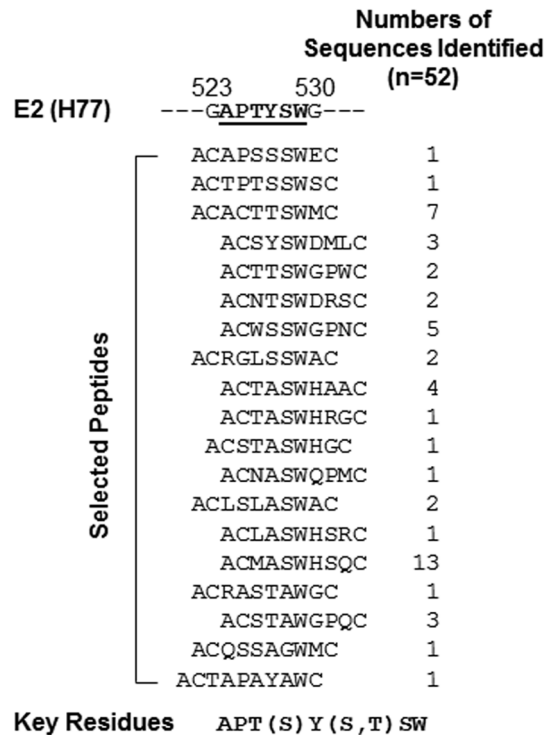 Numbers of
Sequences Identified
(n=52)
523 530
E2 (H77) ---GAPTYSWG---
ACAPSSSWEC 1
ACTPTSSWSC 1
ACACTTSWMC 7
ACSYSWDMLC 3
ACTTSWGPWC 2
ACNTSWDRSC 2
ACWSSWGPNC 5
ACRGLSSWAC 2
ACTASWHAAC 4
ACTASWHRGC 1
ACSTASWHGC 1
ACNASWQPMC 1
ACLSLASWAC 2
ACLASWHSRC 1
ACMASWHSQC 13
ACRASTAWGC 1
ACSTAWGPQC 3
ACQSSAGWMC 1
ACTAPAYAWC 1
Selected Peptides
Key Residues APT(S)Y(S,T)SW